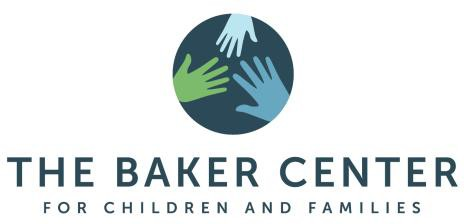 THE BAKER CENTER
FOR CHILDREN AND FAMILIES